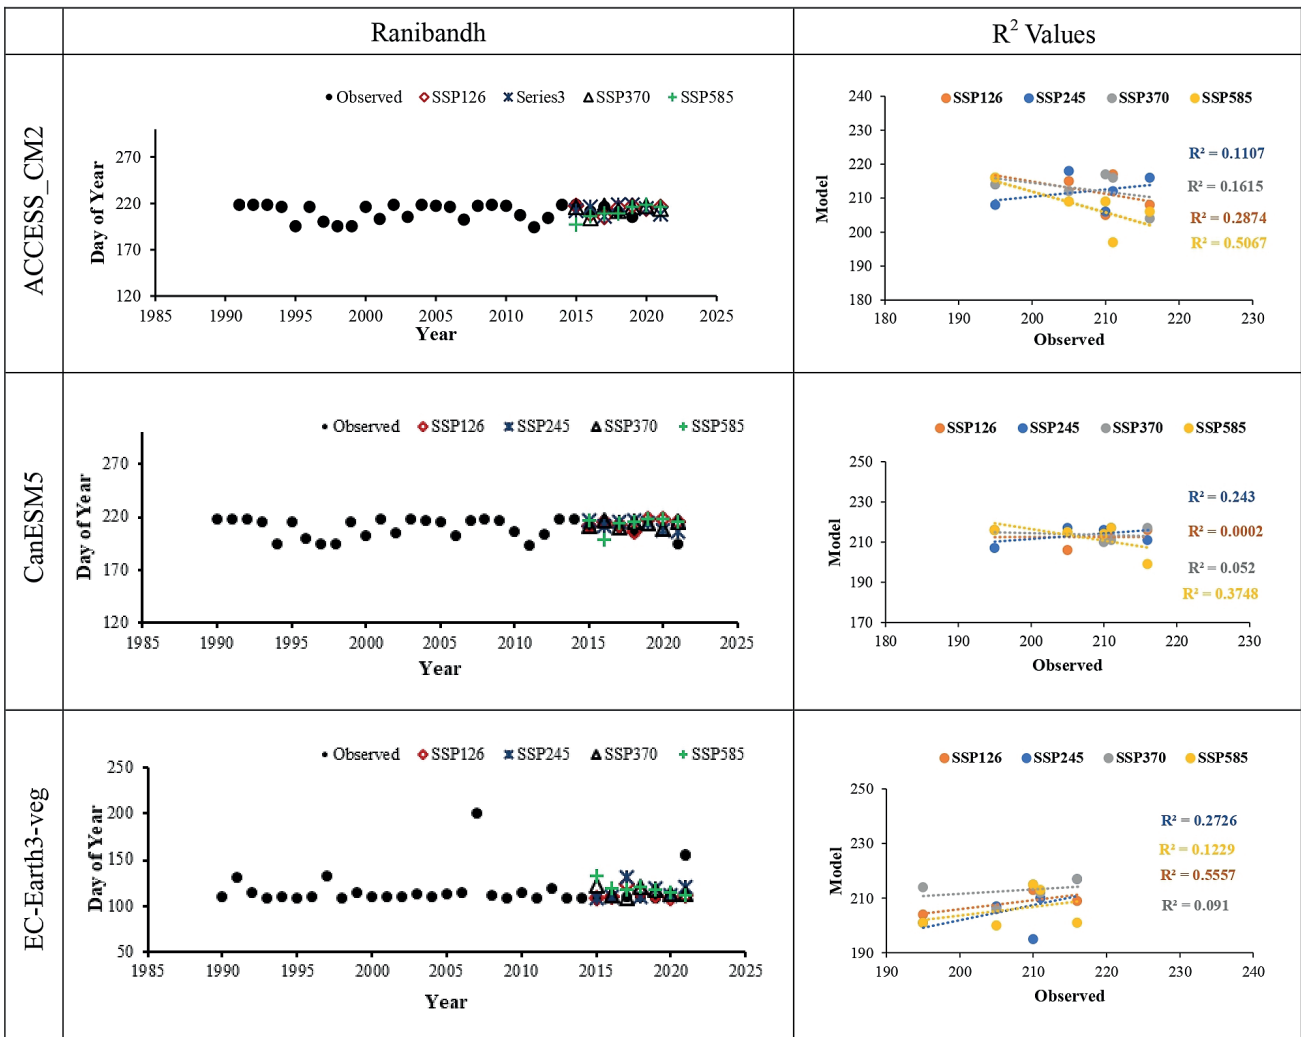 Ranibandh
R² Values
ACCESS_CM2
Observed SSP126 Series3 SSP370 SSP585
Day of Year
270
220
170
120
1985 1990 1995 2000 2005 2010 2015 2020 2025
Year
SSP126 SSP245 SSP370 SSP585
Model
240
230
220
210
200
190
180
R² = 0.1107
R² = 0.1615
R² = 0.2874
R² = 0.5067
180 190 200 210 220 230
Observed
CanESM5
Observed SSP126 SSP245 SSP370 SSP585
Day of Year
270
220
170
120
1985 1990 1995 2000 2005 2010 2015 2020 2025
Year
SSP126 SSP245 SSP370 SSP585
Model
250
230
210
190
170
R² = 0.243
R² = 0.0002
R² = 0.052
R² = 0.3748
180 190 200 210 220 230
Observed
EC-Earth3-veg
Observed SSP126 SSP245 SSP370 SSP585
Day of Year
250
200
150
100
50
1985 1990 1995 2000 2005 2010 2015 2020 2025
Year
SSP126 SSP245 SSP370 SSP585
Model
250
230
210
190
R² = 0.2726
R² = 0.1229
R² = 0.5557
R² = 0.091
190 200 210 220 230 240
Observed